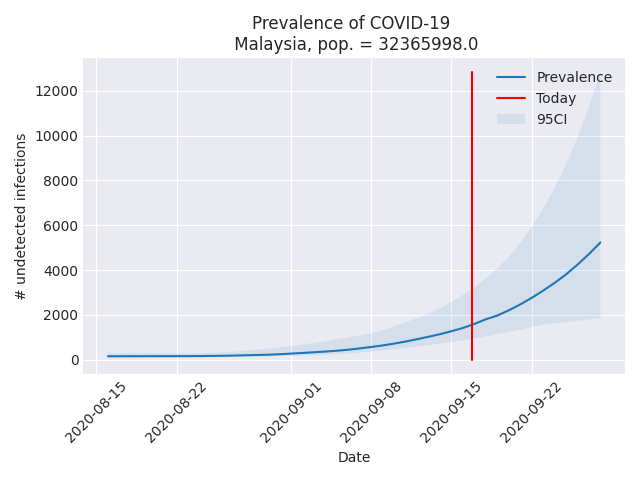 Prevalence of COVID-19
Malaysia, pop. = 32365998.0
Prevalence
Today
95CI
# undetected infections
12000
10000
8000
6000
4000
2000
0
2020-08-15
2020-08-22
2020-09-01
2020-09-08
2020-09-15
2020-09-22
Date